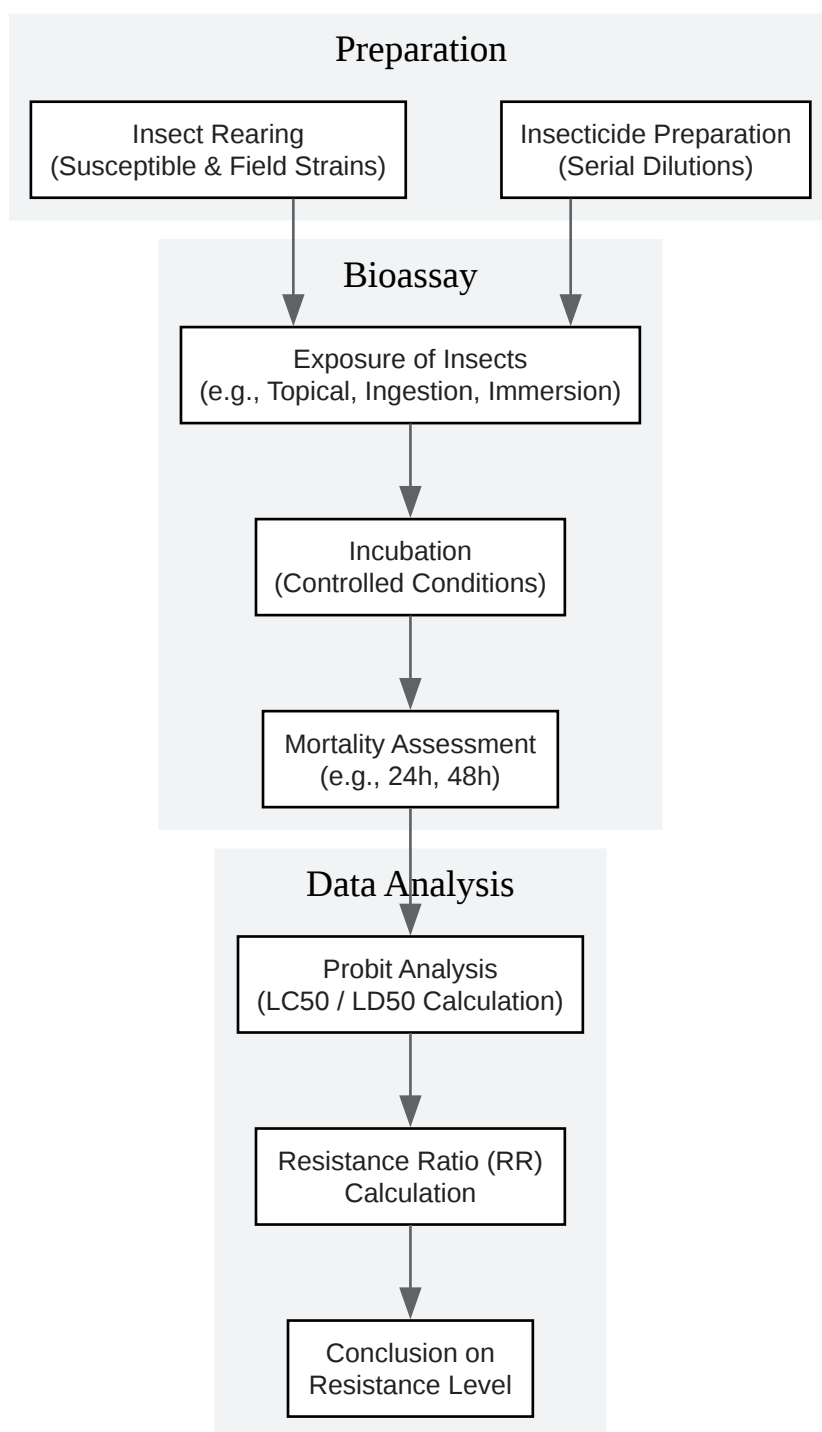 Preparation
Insect Rearing
(Susceptible & Field Strains)
Insecticide Preparation
(Serial Dilutions)
Bioassay
Exposure of Insects
(e.g., Topical, Ingestion, Immersion)
Incubation
(Controlled Conditions)
Mortality Assessment
(e.g., 24h, 48h)
Data Analysis
Probit Analysis
(LC50 / LD50 Calculation)
Resistance Ratio (RR)
Calculation
Conclusion on
Resistance Level